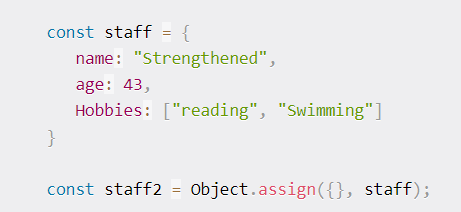 const staff = {
name: "Strengthened",
age: 43,
Hobbies: ["reading", "Swimming"]
}
const staff2 = Object.assign({}, staff);